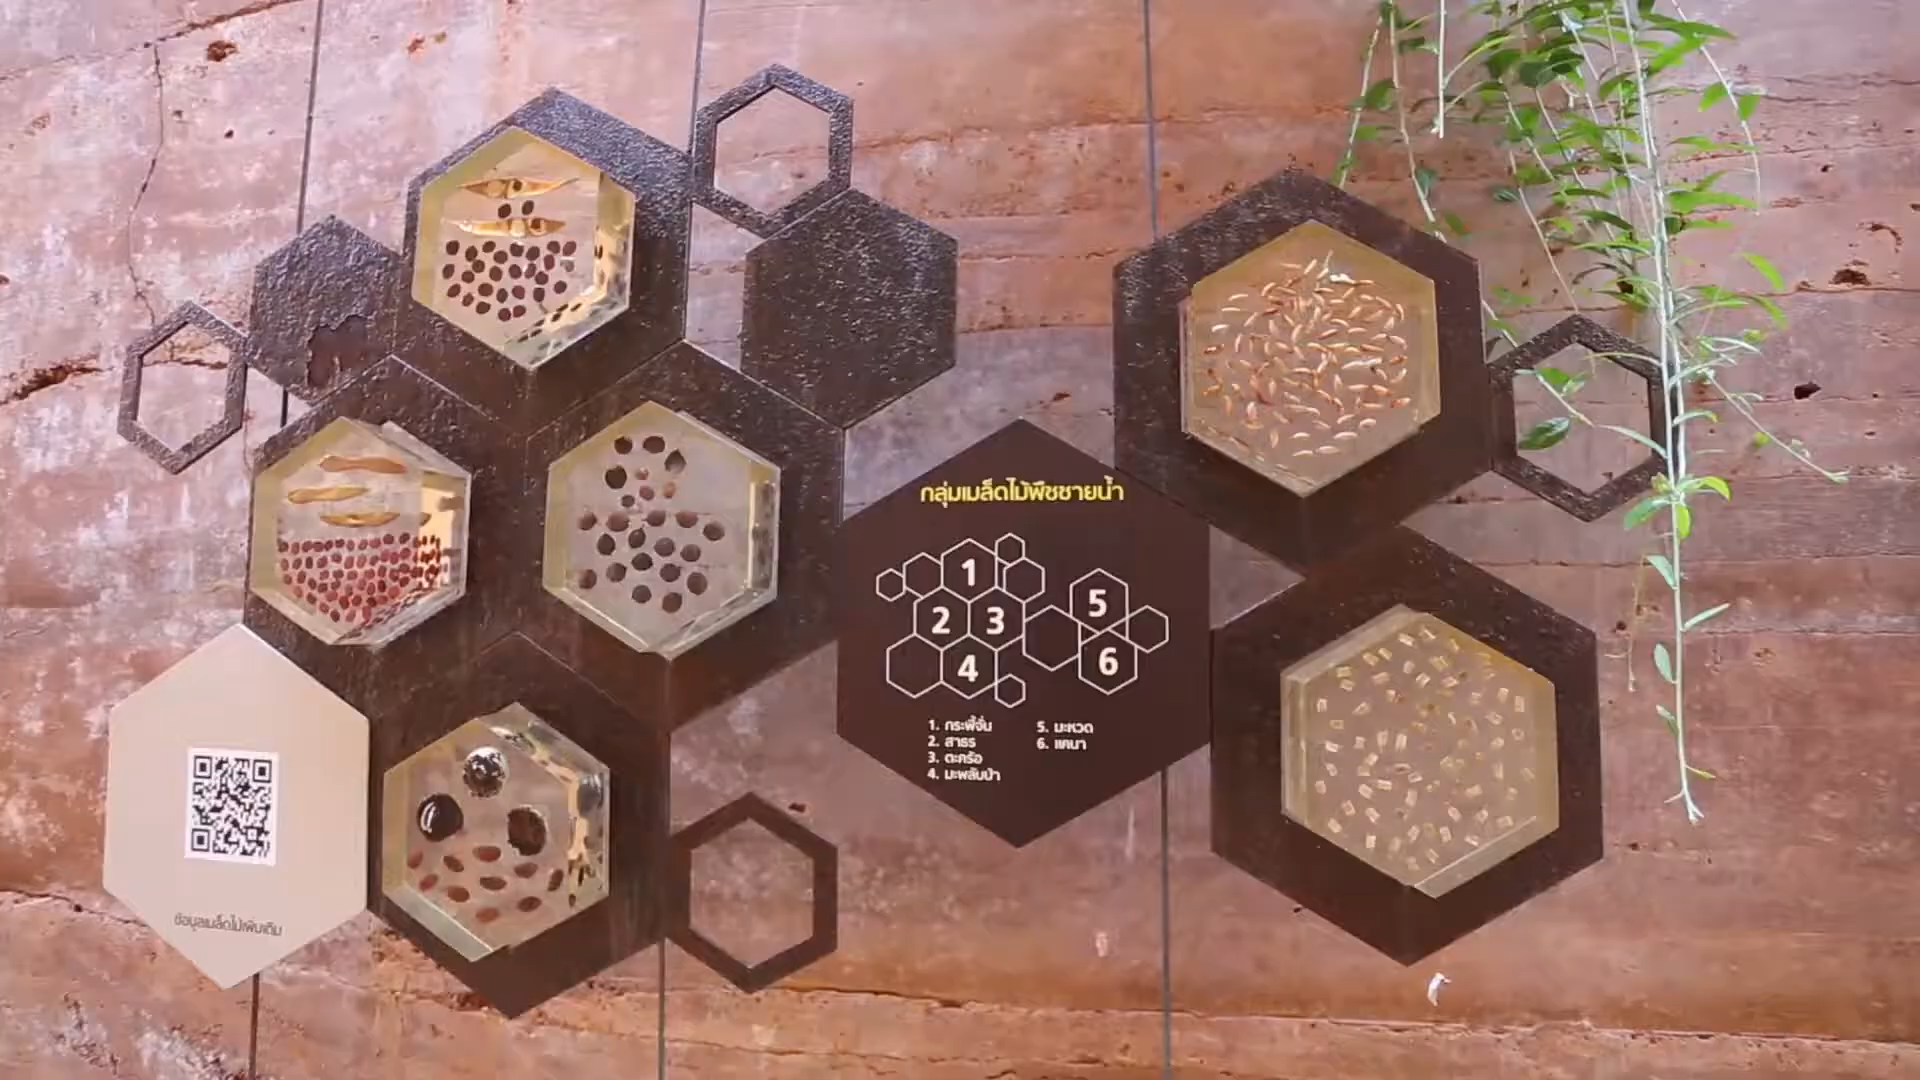 กลุ่มเมล็ดไม้พืชชายน้ำ
1
2
3
4
5
6
1. กระพี้จั่น
2. สาธร
3. ตะคร้อ
4. มะพลับป่า
5. มะหวด
6. แคนา
ข้อมูลเมล็ดไม้เพิ่มเติม